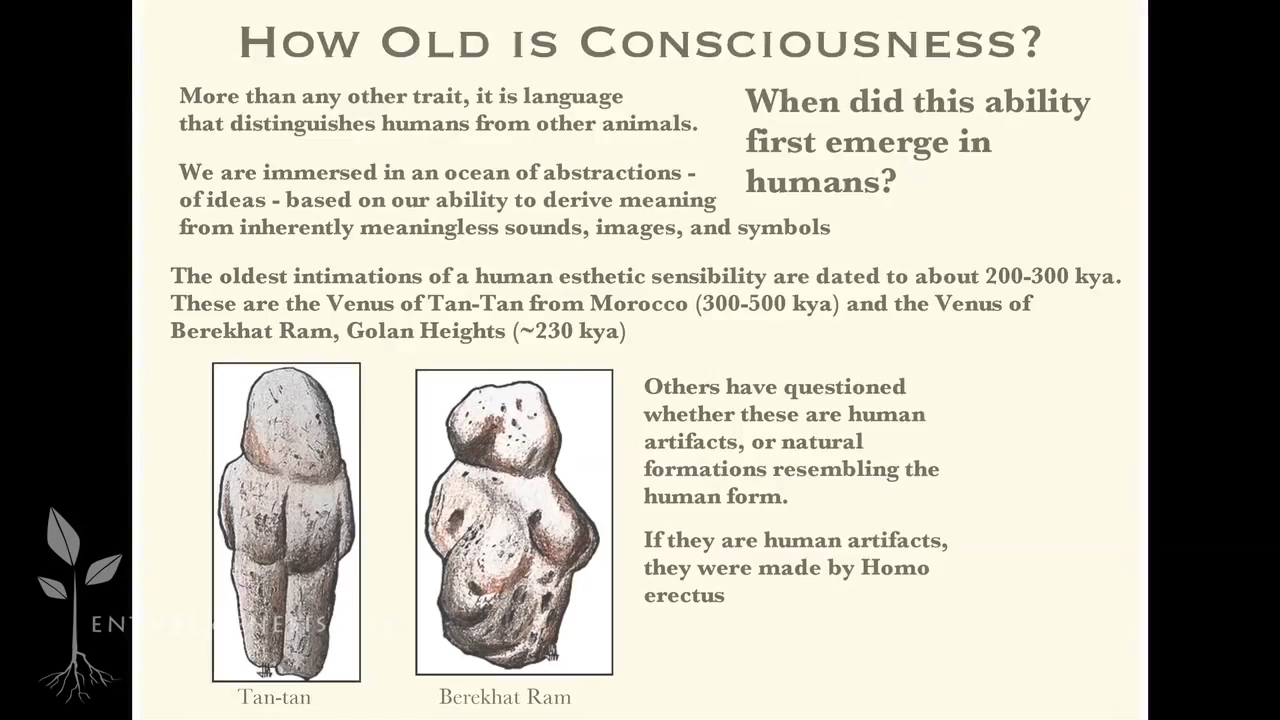 How Old is Consciousness?
More than any other trait, it is language
that distinguishes humans from other animals.
When did this ability
first emerge in
humans?
We are immersed in an ocean of abstractions -
of ideas - based on our ability to derive meaning
from inherently meaningless sounds, images, and symbols
The oldest intimations of a human esthetic sensibility are dated to about 200-300 kya.
These are the Venus of Tan-Tan from Morocco (300-500 kya) and the Venus of
Berekhat Ram, Golan Heights (~230 kya)
Others have questioned
whether these are human
artifacts, or natural
formations resembling the
human form.
If they are human artifacts,
they were made by Homo
erectus
Tan-tan
Berekhat Ram